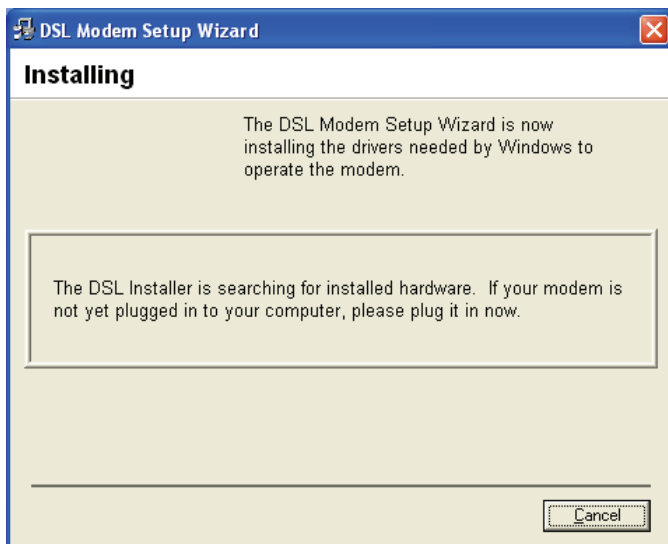 DSL Modem Setup Wizard
Installing
The DSL Modem Setup Wizard is now
installing the drivers needed by Windows to
operate the modem.
The DSL Installer is searching for installed hardware.  If your modem is
not yet plugged in to your computer, please plug it in now.
Cancel